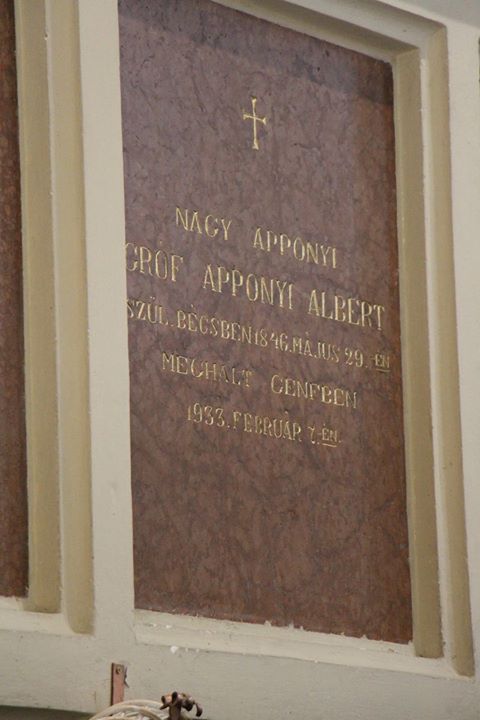 NAGY APPONYI
GRÓF APPONYI ALBERT
SZÜL. BÉCSBEN 1846. MÁJUS 29.-ÉN
MEGHALT GENFBEN
1933. FEBRUÁR 7.-ÉN.